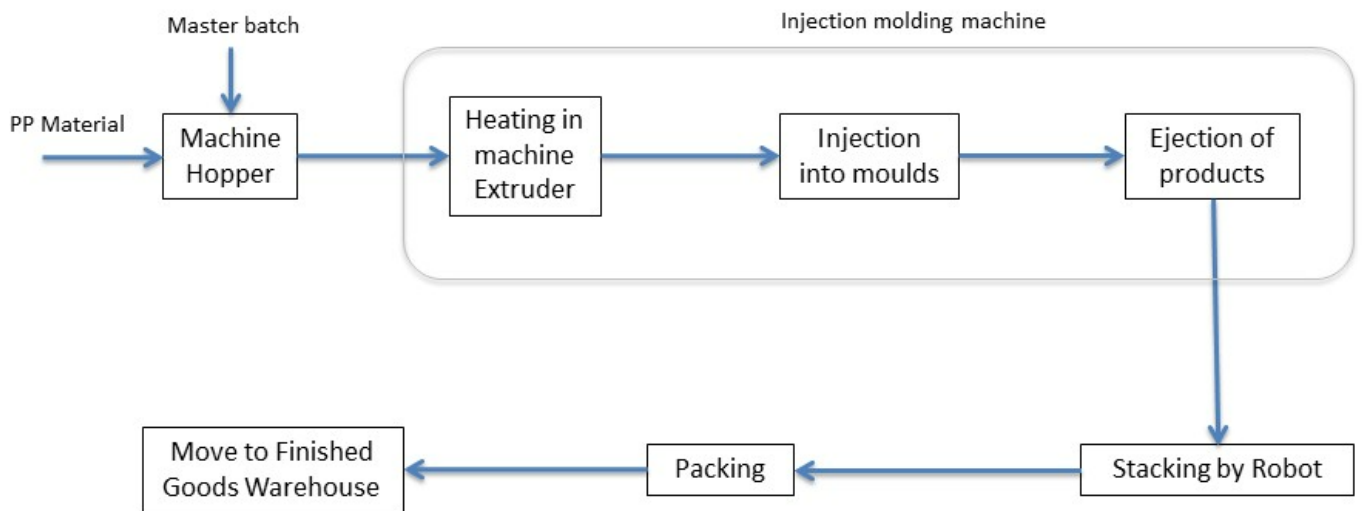 Master batch
Injection molding machine
PP Material
Machine
Hopper
Heating in
machine
Extruder
Injection
into moulds
Ejection of
products
Move to Finished
Goods Warehouse
Packing
Stacking by Robot